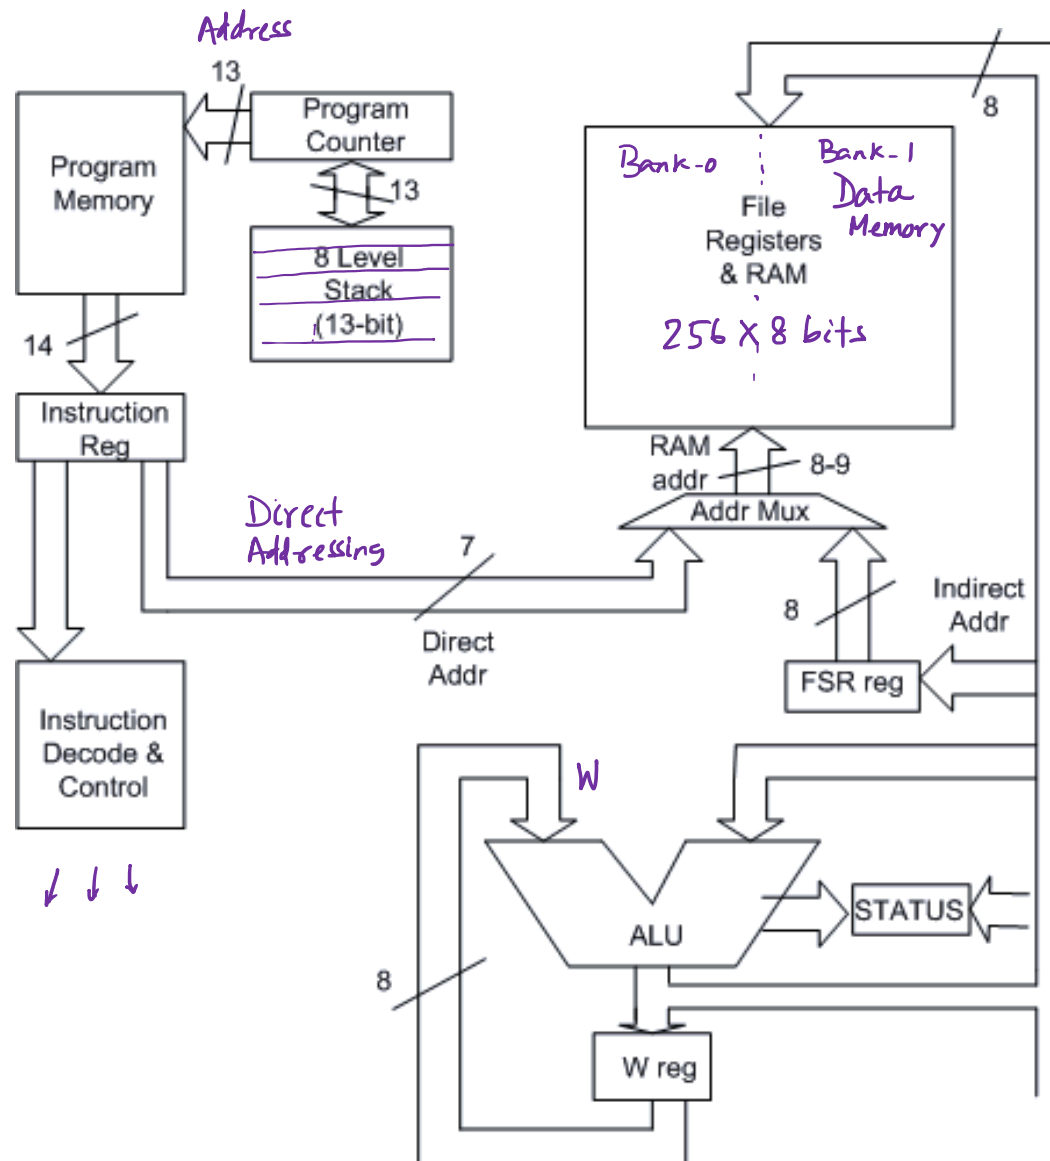 Address
13
8
Program
Counter
Program
Memory
13
Bank-0
Bank-1
Data
Memory
File
Registers
& RAM
8 Level
Stack
(13-bit)
256 X 8 bits
14
Instruction
Reg
RAM
addr
8-9
Addr Mux
Direct
Addressing
7
8
Indirect
Addr
Direct
Addr
FSR reg
Instruction
Decode &
Control
W
STATUS
ALU
8
W reg